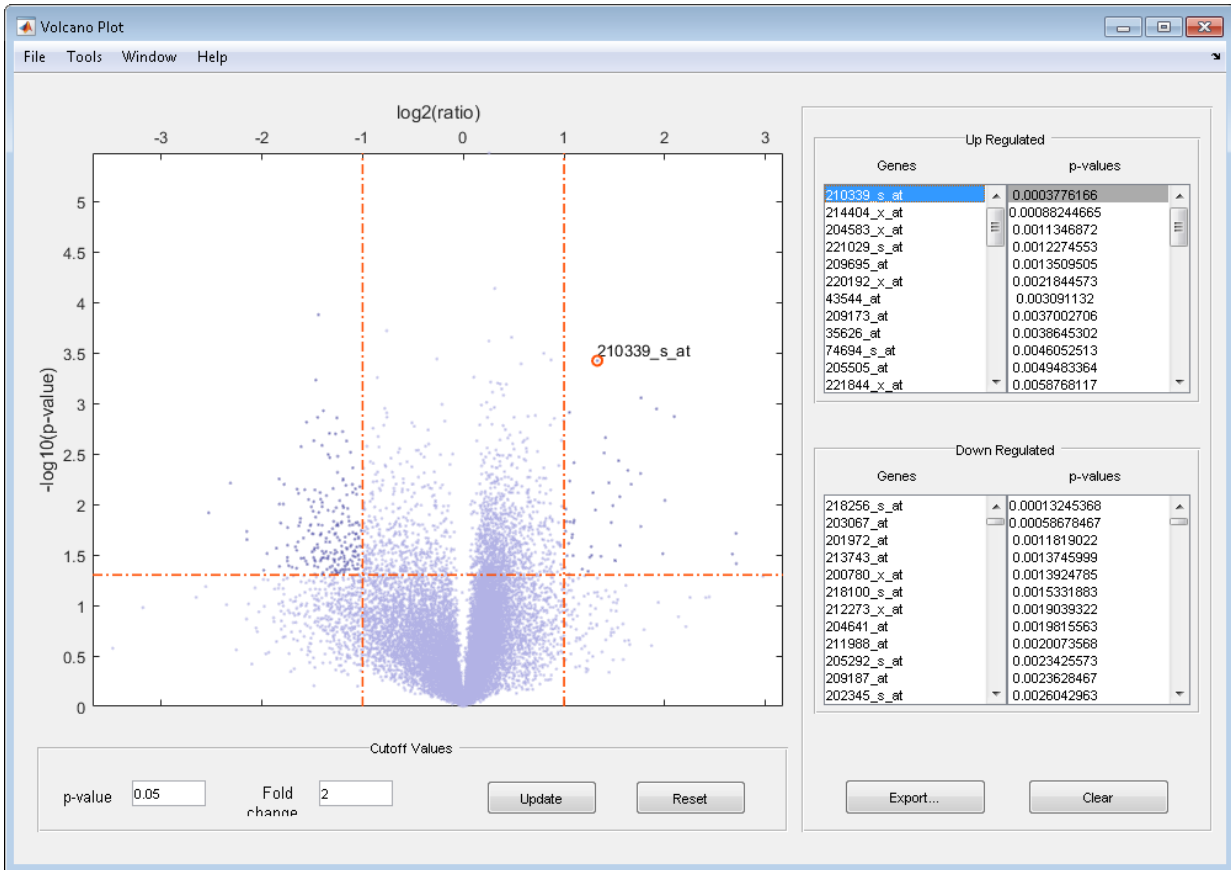 Volcano Plot
File Tools Window Help
log2(ratio)
-3 -2 -1 0 1 2 3
5
4.5
4
3.5
3
2.5
2
1.5
1
0.5
0
-log10(p-value)
210339_s_at
Cutoff Values
p-value 0.05 Fold change 2 Update Reset
Up Regulated
Genes p-values
210339_s_at 0.0003776166
214404_x_at 0.00088244665
204583_x_at 0.0011346872
221029_s_at 0.0012274553
209695_at 0.0013509505
220192_x_at 0.0021844573
43544_at 0.003091132
209173_at 0.0037002706
35626_at 0.0038645302
74694_s_at 0.0046052513
205505_at 0.0049483364
221844_x_at 0.0058768117
Down Regulated
Genes p-values
218256_s_at 0.00013245368
203067_at 0.00058678467
201972_at 0.0011819022
213743_at 0.0013745999
200780_x_at 0.0013924785
218100_s_at 0.0015331883
212273_x_at 0.0019039322
204641_at 0.0019815563
211988_at 0.0020073568
205292_s_at 0.0023425573
209187_at 0.0023628467
202345_s_at 0.0026042963
Export... Clear